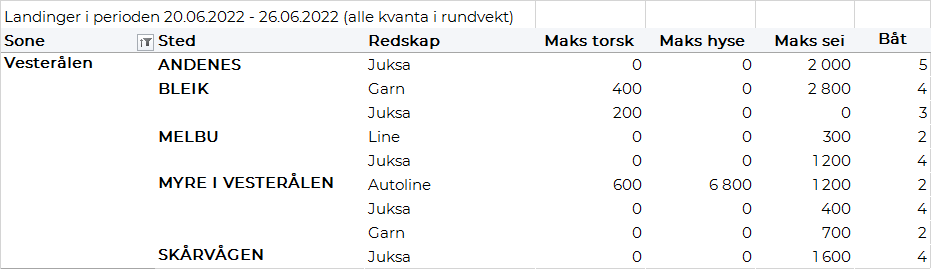 Landinger i perioden 20.06.2022 - 26.06.2022 (alle kvanta i rundvekt)
Sone Sted Redskap Maks torsk Maks hyse Maks sei Båt
Vesterålen ANDENES Juksa 0 0 2 000 5
BLEIK Garn 400 0 2 800 4
Juksa 200 0 0 3
MELBU Line 0 0 300 2
Juksa 0 0 1 200 4
MYRE I VESTERÅLEN Autoline 600 6 800 1 200 2
Juksa 0 0 400 4
Garn 0 0 700 2
SKÅRVÅGEN Juksa 0 0 1 600 4